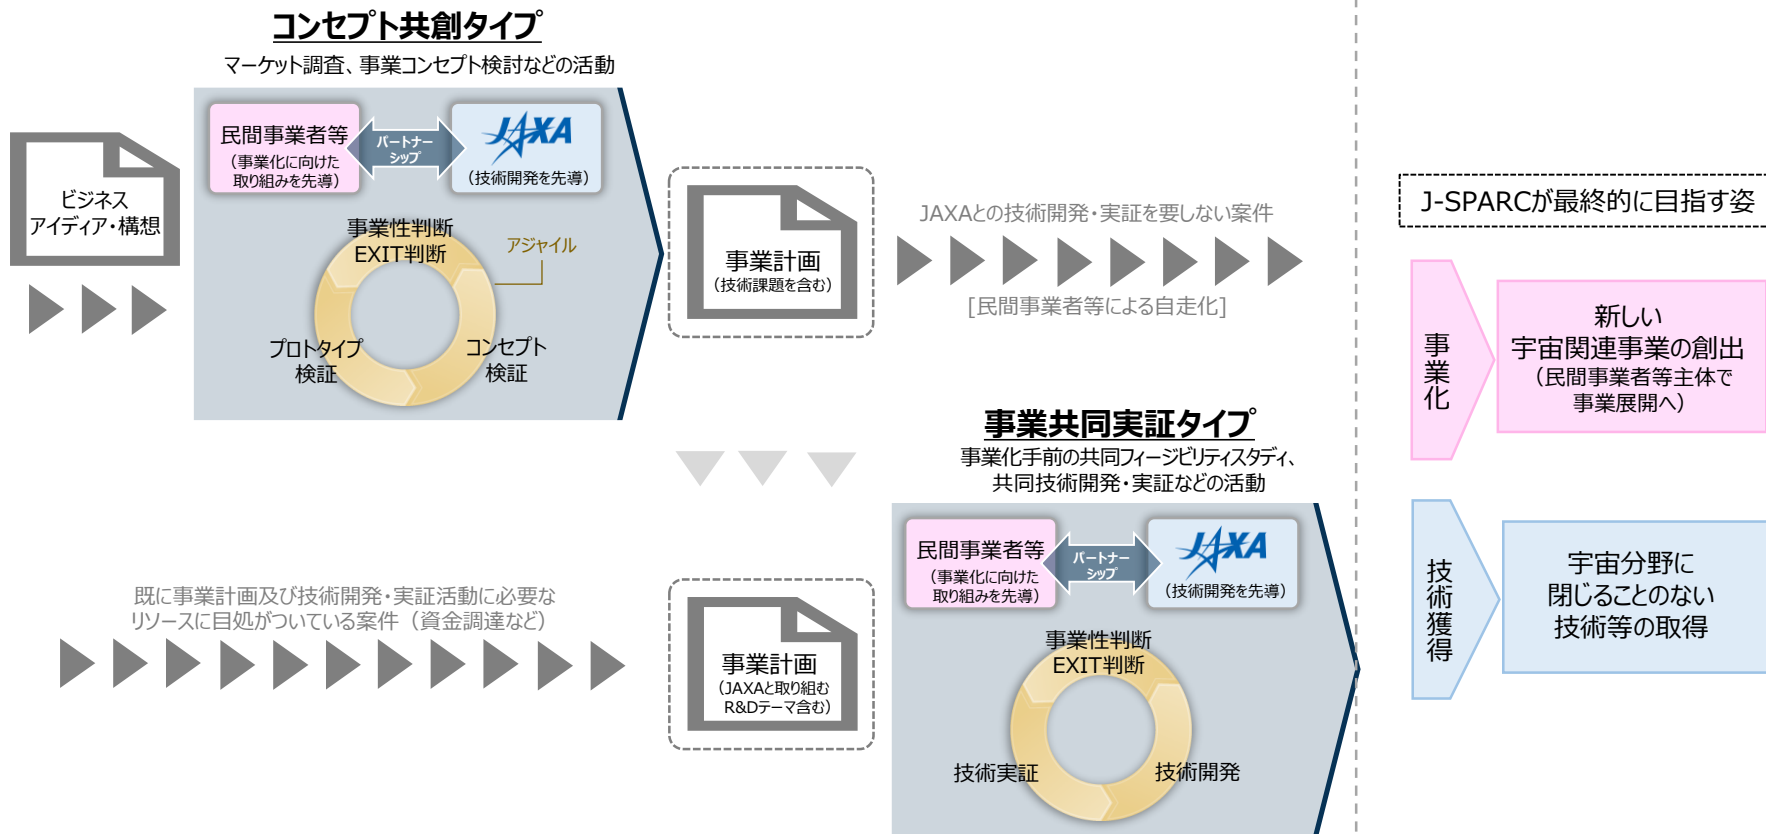 コンセプト共創タイプ
マーケット調査、事業コンセプト検討などの活動
ビジネス
アイディア・構想
民間事業者等
(事業化に向けた
取り組みを先導)
パートナー
シップ
JAXA
(技術開発を先導)
事業性判断
EXIT判断
アジャイル
プロトタイプ
検証
コンセプト
検証
事業計画
(技術課題を含む)
JAXAとの技術開発・実証を要しない案件
[民間事業者等による自走化]
事業共同実証タイプ
事業化手前の共同フィージビリティスタディ、
共同技術開発・実証などの活動
既に事業計画及び技術開発・実証活動に必要な
リソースに目処がついている案件（資金調達など）
事業計画
(JAXAと取り組む
R&Dテーマ含む)
民間事業者等
(事業化に向けた
取り組みを先導)
パートナー
シップ
JAXA
(技術開発を先導)
事業性判断
EXIT判断
技術実証
技術開発
J-SPARCが最終的に目指す姿
事業化
新しい
宇宙関連事業の創出
（民間事業者等主体で
事業展開へ）
技術獲得
宇宙分野に
閉じることのない
技術等の取得